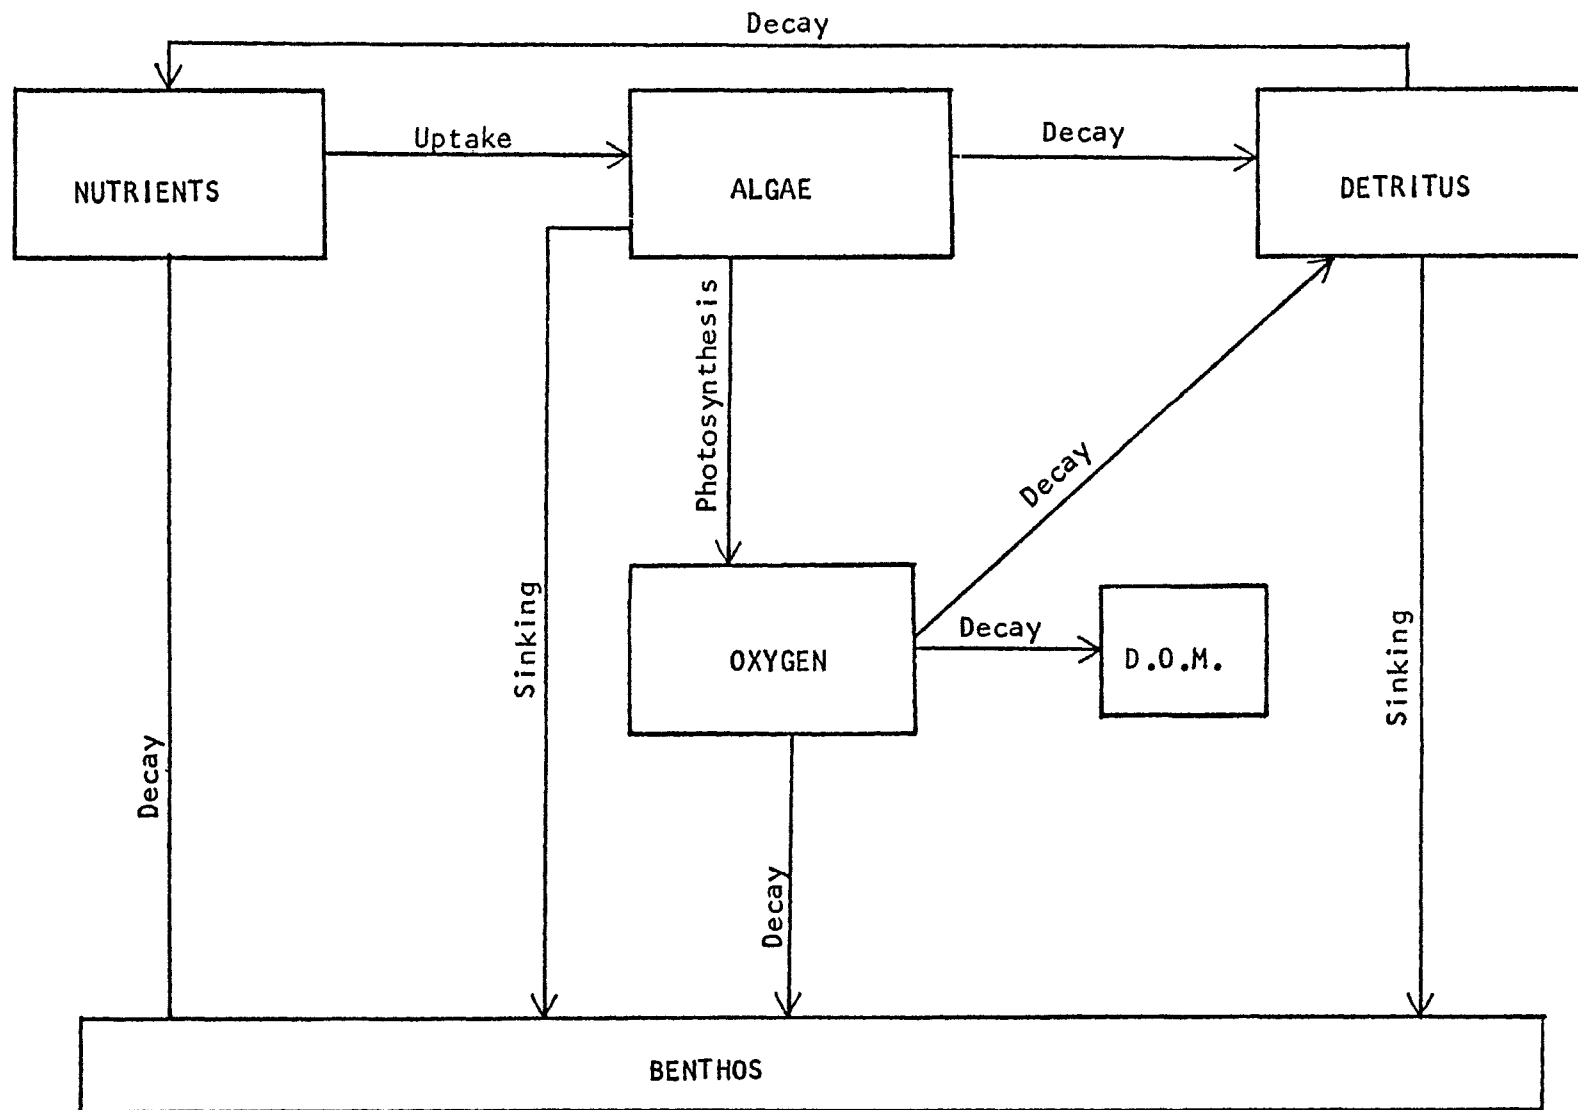 Decay
NUTRIENTS
Uptake
ALGAE
Decay
DETRITUS
Photosynthesis
Decay
Sinking
OXYGEN
Decay
D.O.M.
Sinking
Decay
Decay
BENTHOS